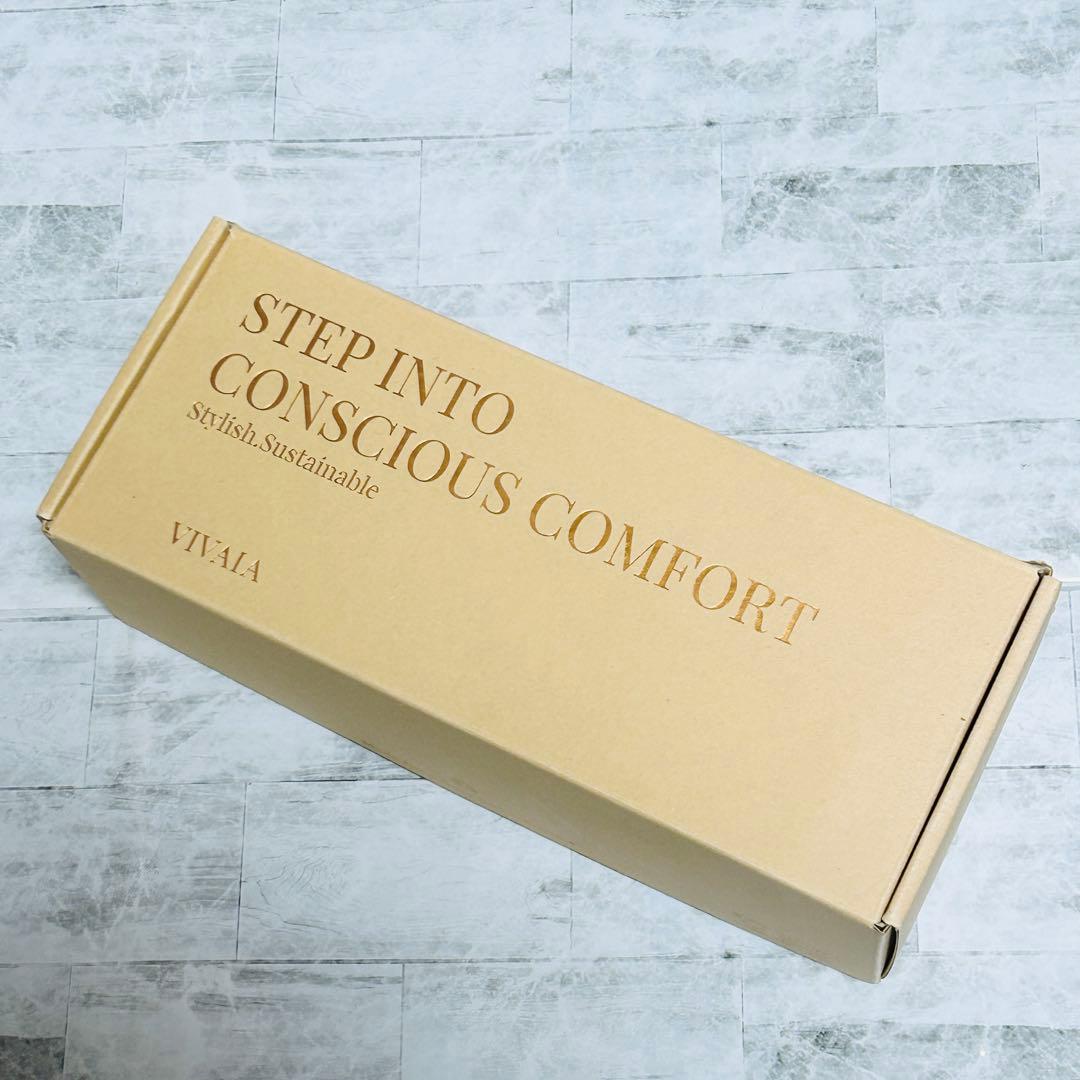 STEP INTO
CONSCIOUS COMFORT
Stylish.Sustainable
VIVAIA